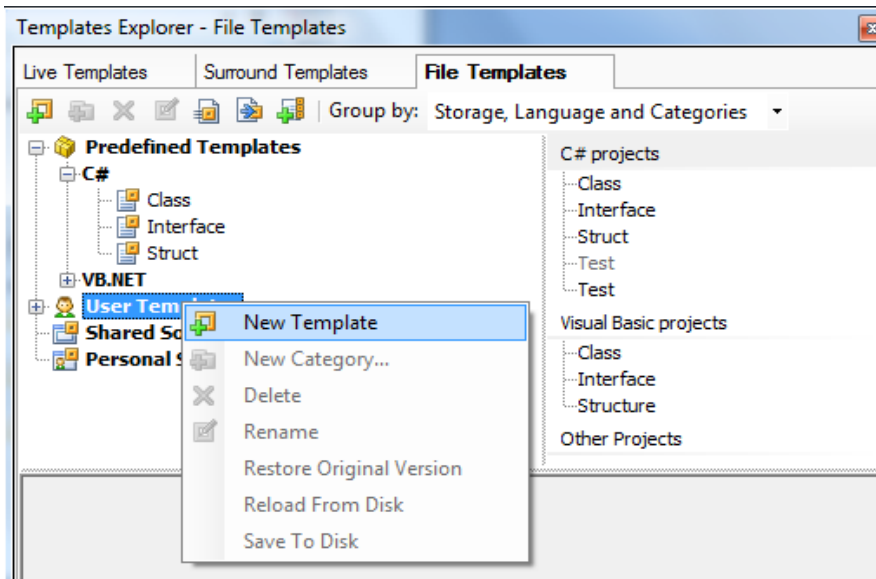 Templates Explorer - File Templates
Live Templates Surround Templates File Templates
Group by: Storage, Language and Categories
Predefined Templates
C#
Class
Interface
Struct
VB.NET
User Tem
Shared So
Personal S
New Template
New Category...
Delete
Rename
Restore Original Version
Reload From Disk
Save To Disk
C# projects
Class
Interface
Struct
Test
Test
Visual Basic projects
Class
Interface
Structure
Other Projects